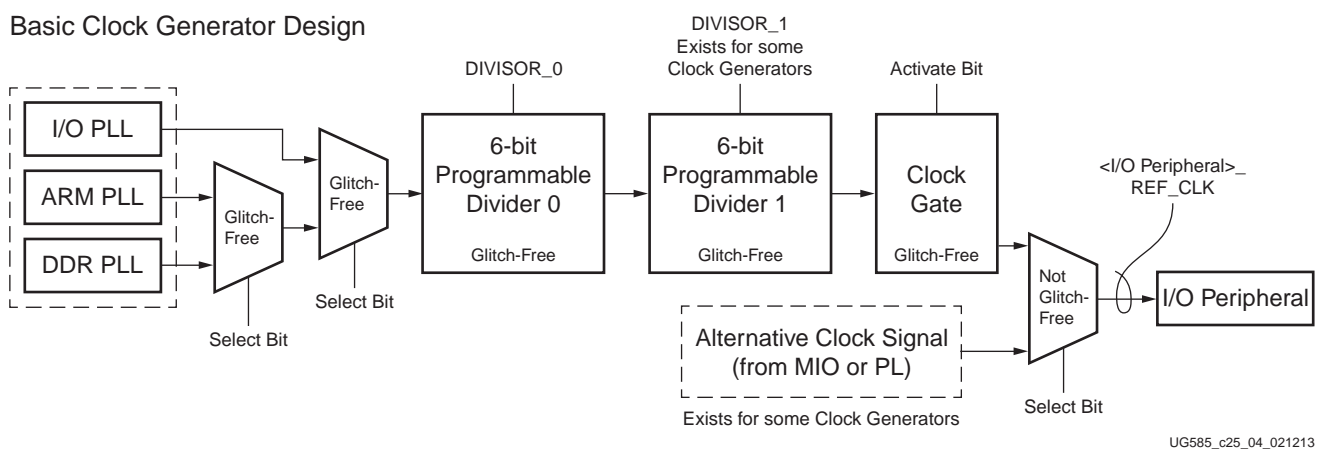 Basic Clock Generator Design
I/O PLL
ARM PLL
DDR PLL
Glitch-
Free
Select Bit
Glitch-
Free
Select Bit
DIVISOR_0
6-bit
Programmable
Divider 0
Glitch-Free
DIVISOR_1
Exists for some
Clock Generators
6-bit
Programmable
Divider 1
Glitch-Free
Activate Bit
Clock
Gate
Glitch-Free
Alternative Clock Signal
(from MIO or PL)
Exists for some Clock Generators
Not
Glitch-
Free
Select Bit
<I/O Peripheral>_
REF_CLK
I/O Peripheral
UG585_c25_04_021213